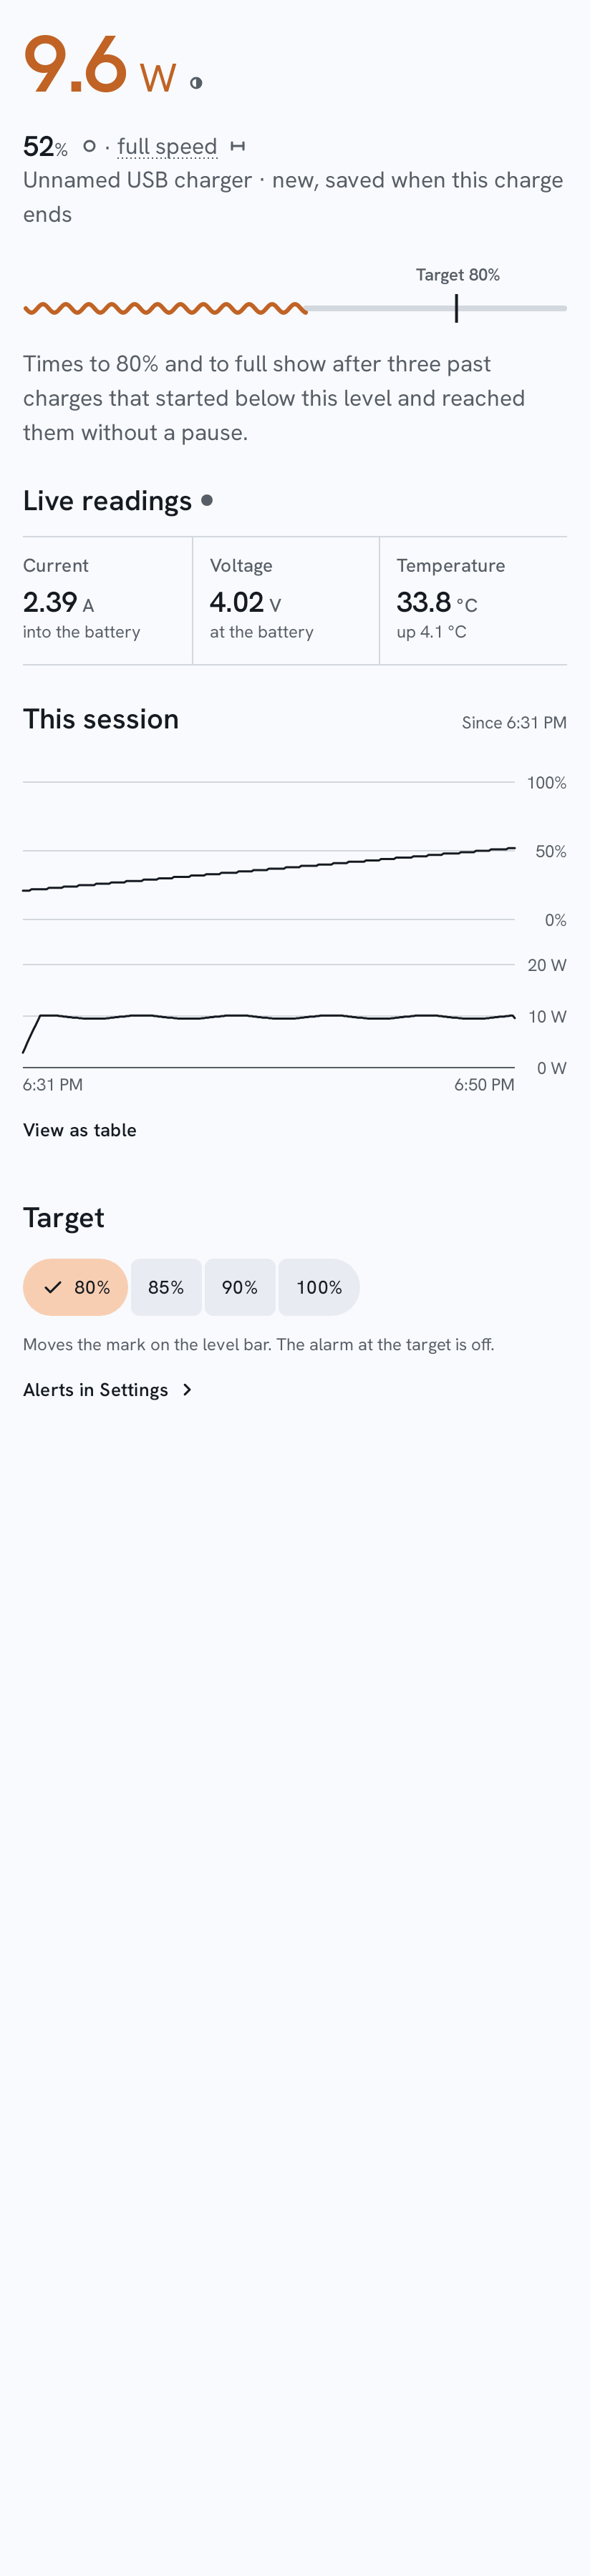 9.6 W
52% · full speed
Unnamed USB charger · new, saved when this charge
ends
Target 80%
Times to 80% and to full show after three past
charges that started below this level and reached
them without a pause.
Live readings
Current
2.39 A
into the battery
Voltage
4.02 V
at the battery
Temperature
33.8 °C
up 4.1 °C
This session
Since 6:31 PM
100%
50%
0%
20 W
10 W
0 W
6:31 PM
6:50 PM
View as table
Target
80%
85%
90%
100%
Moves the mark on the level bar. The alarm at the target is off.
Alerts in Settings